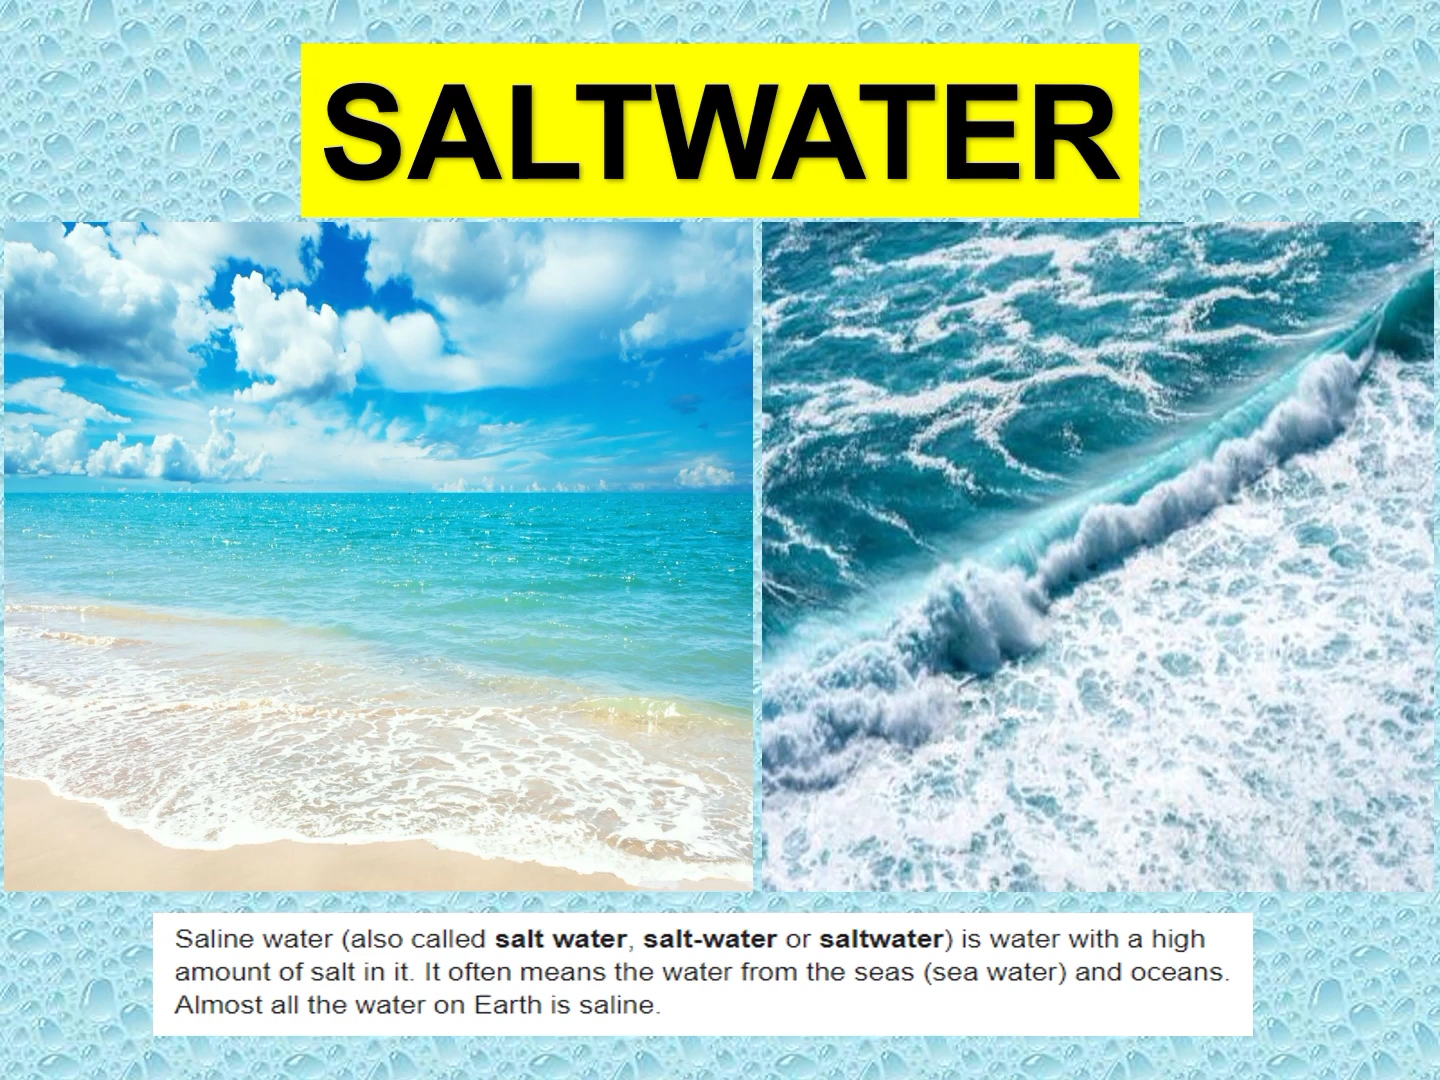 SALTWATER
Saline water (also called salt water, salt-water or saltwater) is water with a high
amount of salt in it. It often means the water from the seas (sea water) and oceans.
Almost all the water on Earth is saline.